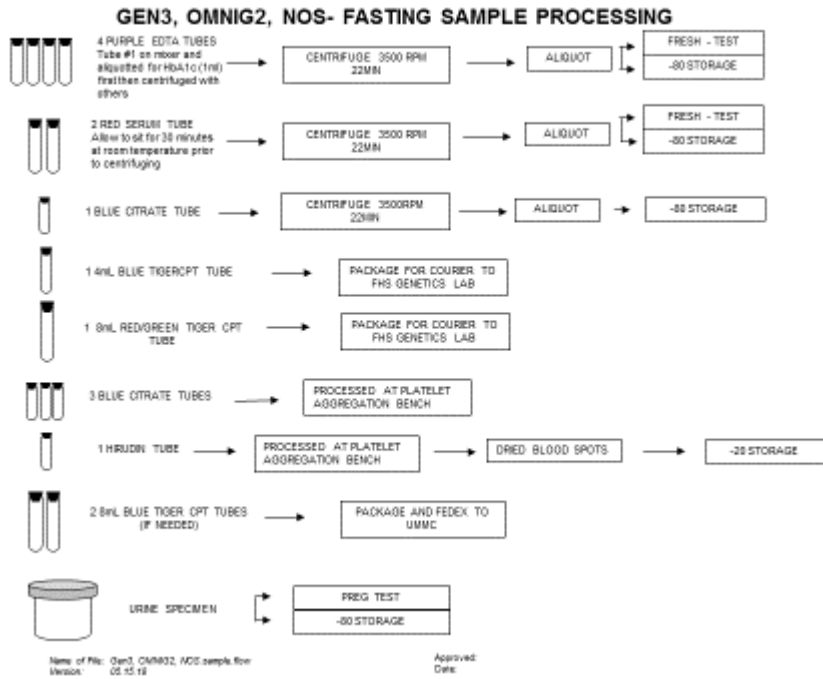 GEN3, OMNIG2, NOS- FASTING SAMPLE PROCESSING
4 PURPLE EDTA TUBES
Tube #1 on mixer and
aliquotted for HbA1c (1ml)
first then centrifuged with
others
CENTRIFUGE 3500 RPM
22MIN
ALIQUOT
FRESH - TEST
-80 STORAGE
2 RED SERUM TUBE
Allow to sit for 30 minutes
at room temperature prior
to centrifuging
CENTRIFUGE 3500 RPM
22MIN
ALIQUOT
FRESH - TEST
-80 STORAGE
1 BLUE CITRATE TUBE
CENTRIFUGE 3500RPM
22MIN
ALIQUOT
-80 STORAGE
1 4mL BLUE TIGERCPT TUBE
PACKAGE FOR COURIER TO
FHS GENETICS LAB
1 8mL RED/GREEN TIGER CPT
TUBE
PACKAGE FOR COURIER TO
FHS GENETICS LAB
3 BLUE CITRATE TUBES
PROCESSED AT PLATELET
AGGREGATION BENCH
1 HIRUDIN TUBE
PROCESSED AT PLATELET
AGGREGATION BENCH
DRIED BLOOD SPOTS
-20 STORAGE
2 8mL BLUE TIGER CPT TUBES
(IF NEEDED)
PACKAGE AND FEDEX TO
UMMC
URINE SPECIMEN
PREG TEST
-80 STORAGE
Name of File: Gen3, OMNIG2, NOS.sample.flow
Version: 05.15.18
Approved:
Date: